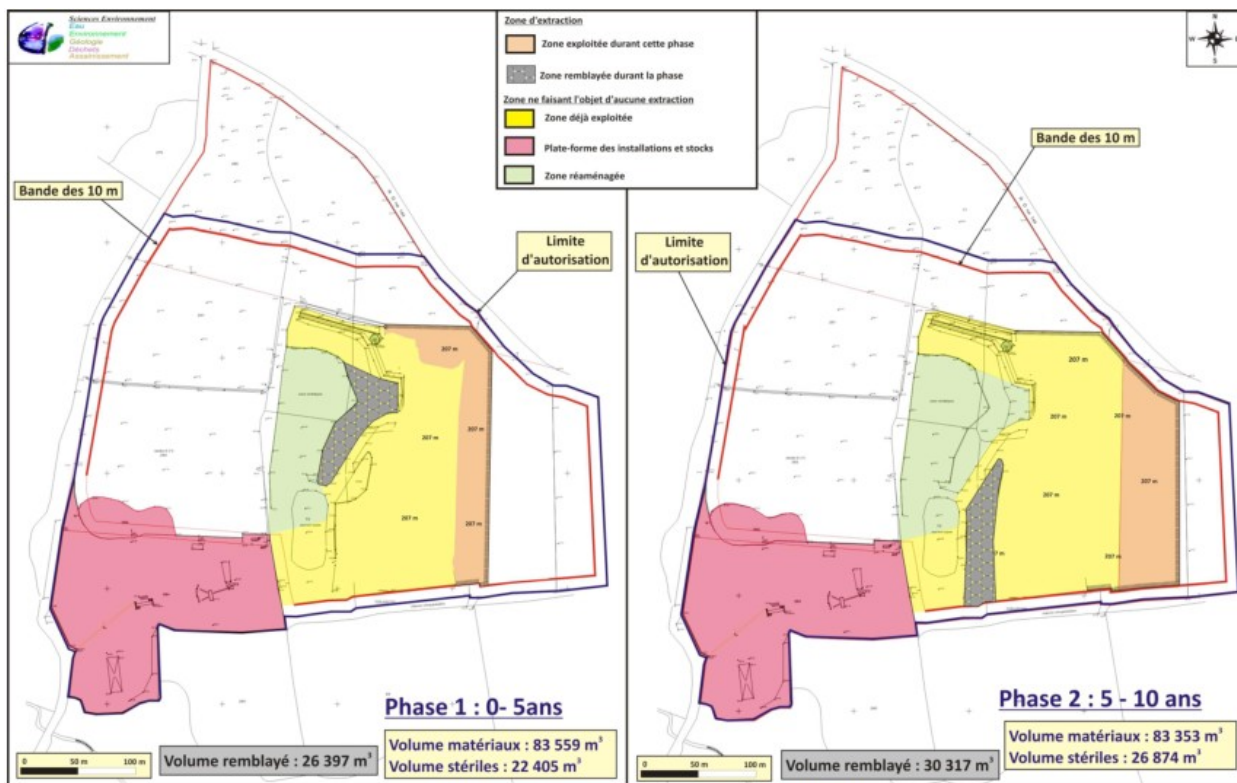 Sciences Environnement
Eau
Environnement
Géologie
Déchets
Assainissement
Zone d'extraction
Zone exploitée durant cette phase
Zone remblayée durant la phase
Zone ne faisant l'objet d'aucune extraction
Zone déjà exploitée
Plate-forme des installations et stocks
Zone réaménagée
N
W E
S
Bande des 10 m
Limite
d'autorisation
207 m
207 m
207 m
207 m
207 m
Phase 1 : 0- 5ans
Volume matériaux : 83 559 m³
Volume stériles : 22 405 m³
Volume remblayé : 26 397 m³
0 50 m 100 m
Bande des 10 m
Limite
d'autorisation
207 m
207 m
207 m
207 m
207 m
207 m
Phase 2 : 5 - 10 ans
Volume matériaux : 83 353 m³
Volume stériles : 26 874 m³
Volume remblayé : 30 317 m³
0 50 m 100 m